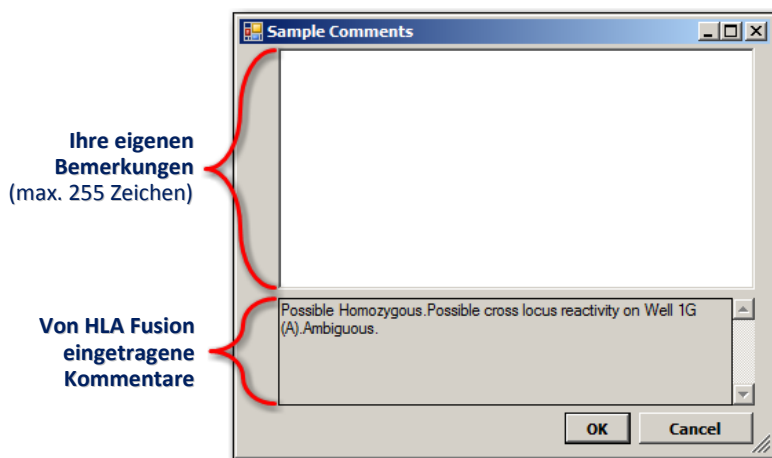 Sample Comments
Ihre eigenen
Bemerkungen
(max. 255 Zeichen)
Von HLA Fusion
eingetragene
Kommentare
Possible Homozygous.Possible cross locus reactivity on Well 1G
(A).Ambiguous.
OK
Cancel